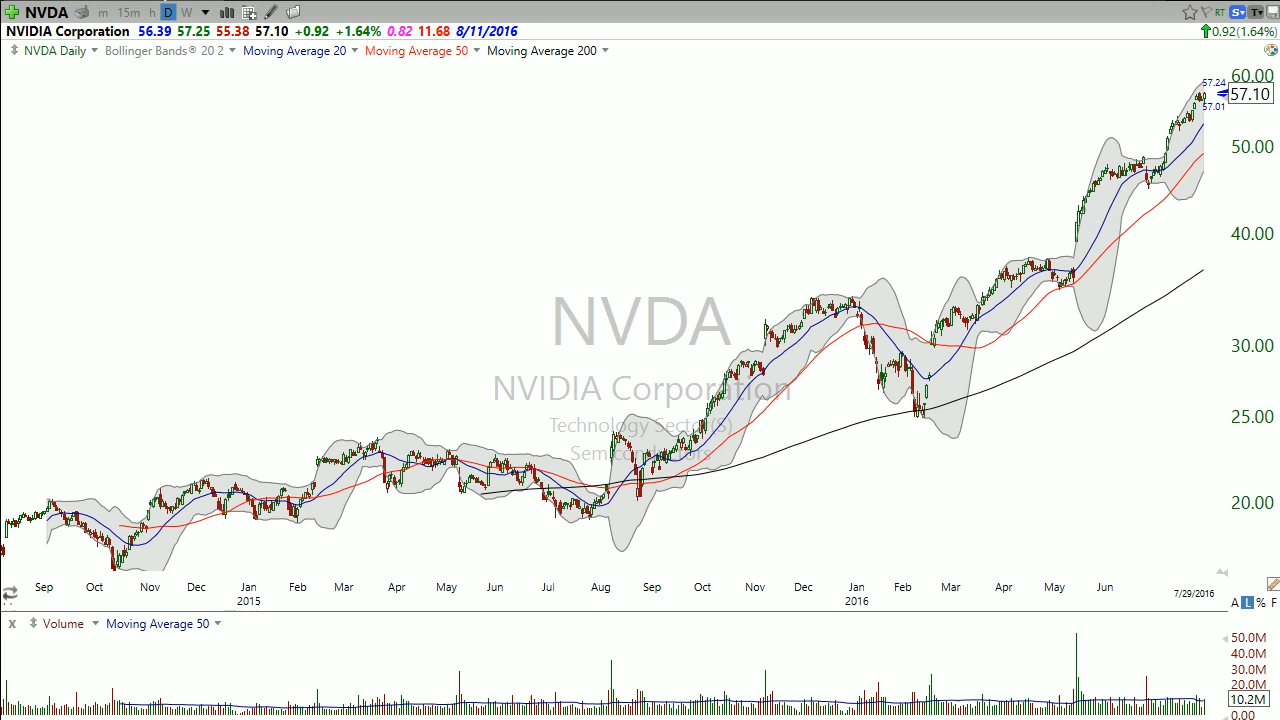 NVDA m 15m h D W RT S T
NVIDIA Corporation 56.39 57.25 55.38 57.10 +0.92 +1.64% 0.82 11.68 8/11/2016 0.92(1.64%)
NVDA Daily Bollinger Bands® 20 2 Moving Average 20 Moving Average 50 Moving Average 200
60.00
57.24
57.10
57.01
50.00
40.00
NVDA
30.00
NVIDIA Corporation
25.00
Technology Sector(S)
Semiconductors
20.00
Sep Oct Nov Dec Jan Feb Mar Apr May Jun Jul Aug Sep Oct Nov Dec Jan Feb Mar Apr May Jun 7/29/2016
2015 2016 A L % F
X Volume Moving Average 50
50.0M
40.0M
30.0M
20.0M
10.2M
0.00